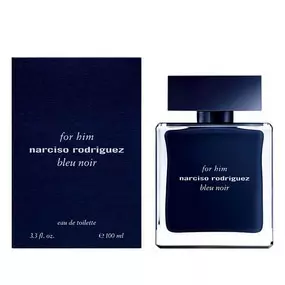 for him
narciso rodriguez
bleu noir
eau de toilette
3.3 fl. oz. ℮ 100 ml
for him
narciso rodriguez
bleu noir